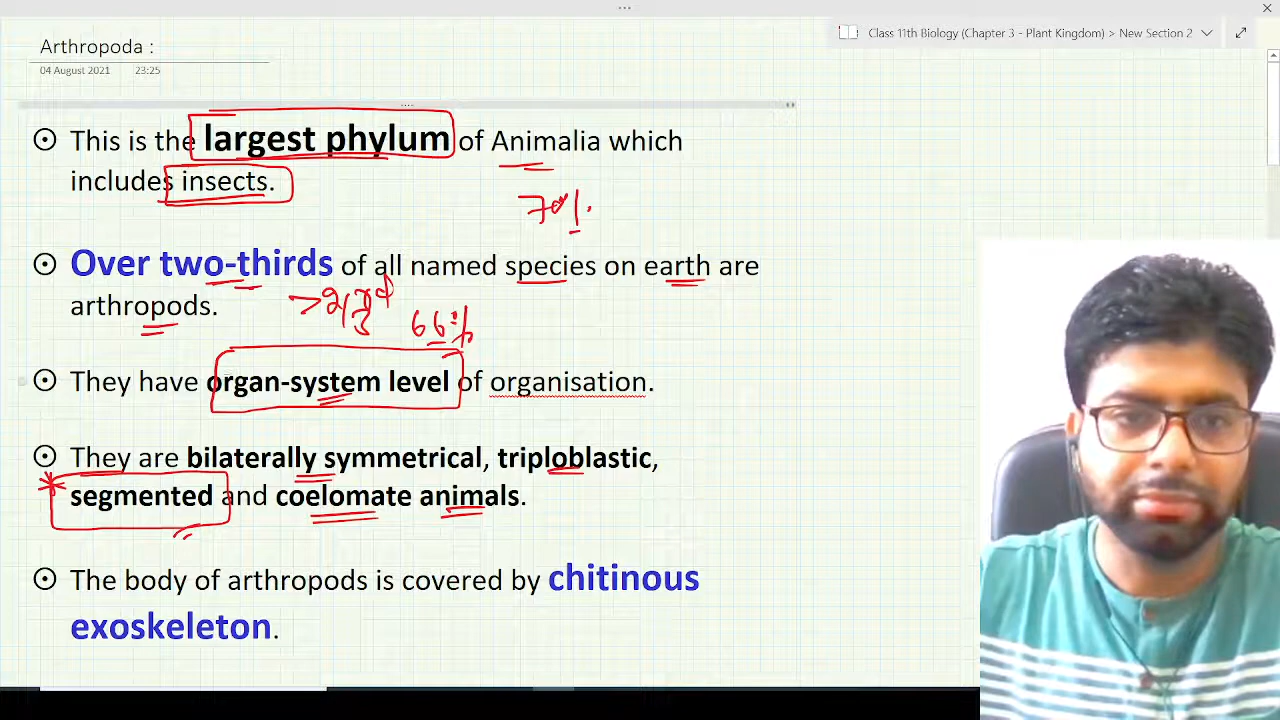 Arthropoda :
04 August 2021 23:25
Class 11th Biology (Chapter 3 - Plant Kingdom) > New Section 2
This is the largest phylum of Animalia which
includes insects.
70%
Over two-thirds of all named species on earth are
arthropods.
>2/3rd
66%
They have organ-system level of organisation.
They are bilaterally symmetrical, triploblastic,
*segmented and coelomate animals.
The body of arthropods is covered by chitinous
exoskeleton.